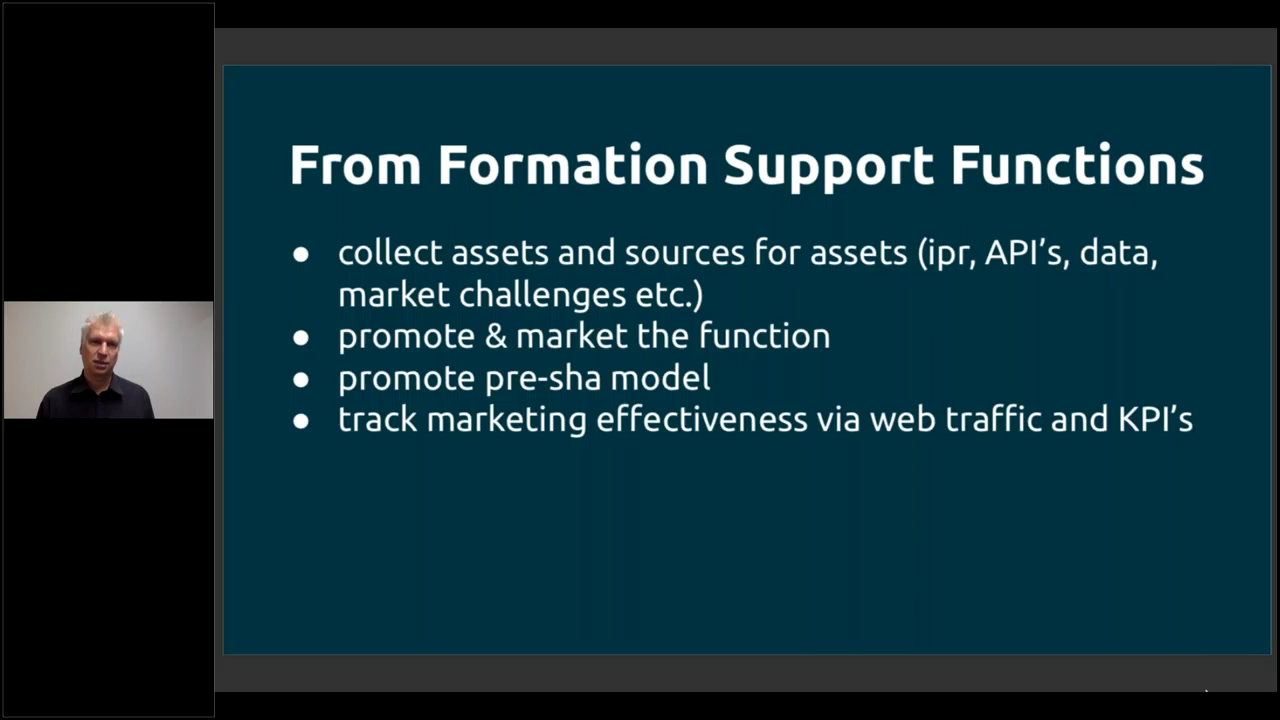 From Formation Support Functions
● collect assets and sources for assets (ipr, API’s, data,
market challenges etc.)
● promote & market the function
● promote pre-sha model
● track marketing effectiveness via web traffic and KPI’s